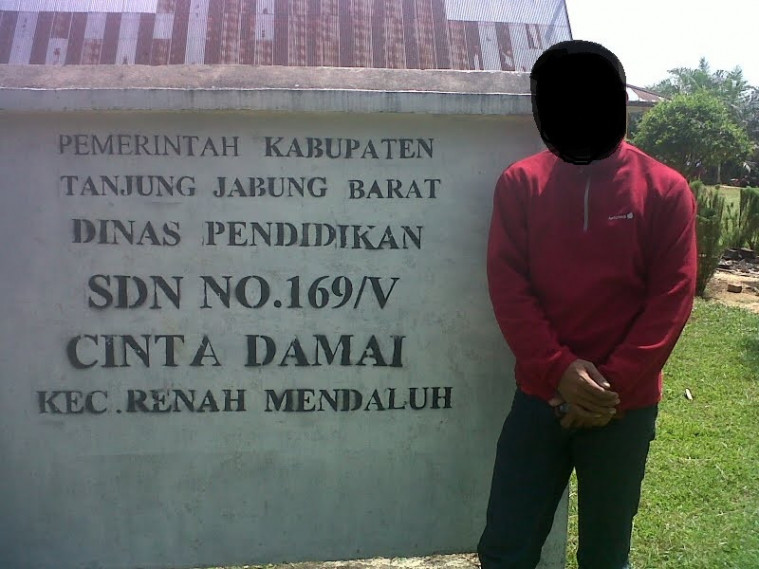 PEMERINTAH KABUPATEN
TANJUNG JABUNG BARAT
DINAS PENDIDIKAN
SDN NO.169/V
CINTA DAMAI
KEC.RENAH MENDALUH